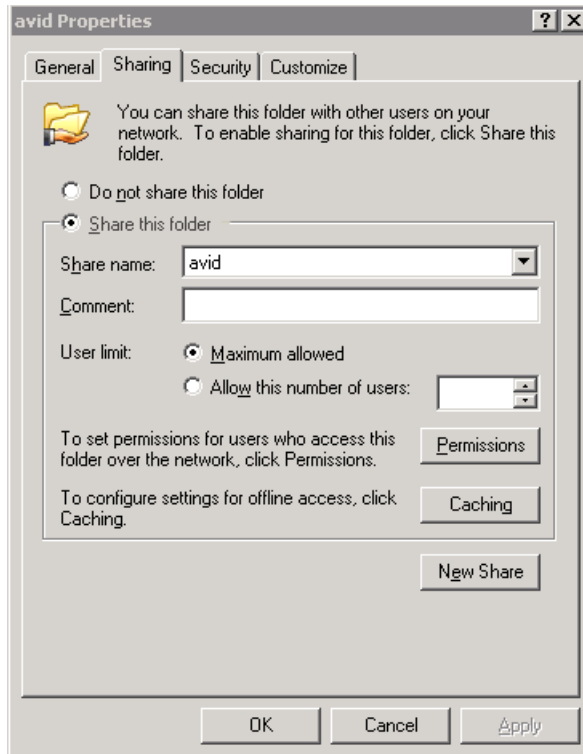 avid Properties
General Sharing Security Customize
You can share this folder with other users on your
network. To enable sharing for this folder, click Share this
folder.
Do not share this folder
Share this folder
Share name: avid
Comment:
User limit: Maximum allowed
Allow this number of users:
To set permissions for users who access this
folder over the network, click Permissions.
Permissions
To configure settings for offline access, click
Caching.
Caching
New Share
OK Cancel Apply